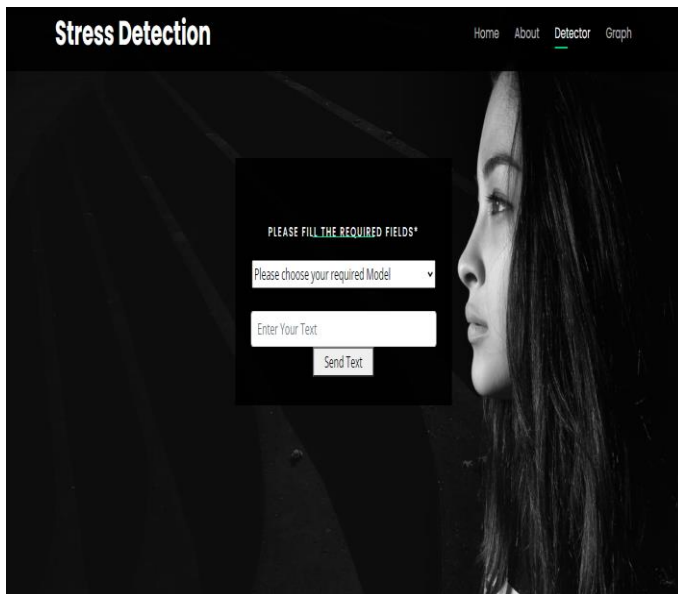 Stress Detection
Home About Detector Graph
PLEASE FILL THE REQUIRED FIELDS*
Please choose your required Model
Enter Your Text
Send Text